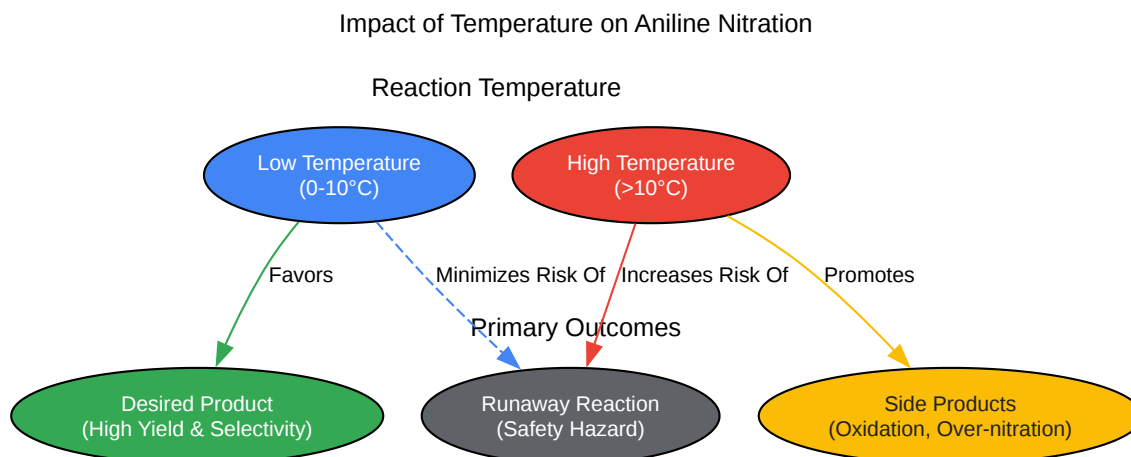 Impact of Temperature on Aniline Nitration
Reaction Temperature
Low Temperature
(0-10°C)
High Temperature
(>10°C)
Favors
Minimizes Risk Of
Increases Risk Of
Promotes
Primary Outcomes
Desired Product
(High Yield & Selectivity)
Runaway Reaction
(Safety Hazard)
Side Products
(Oxidation, Over-nitration)